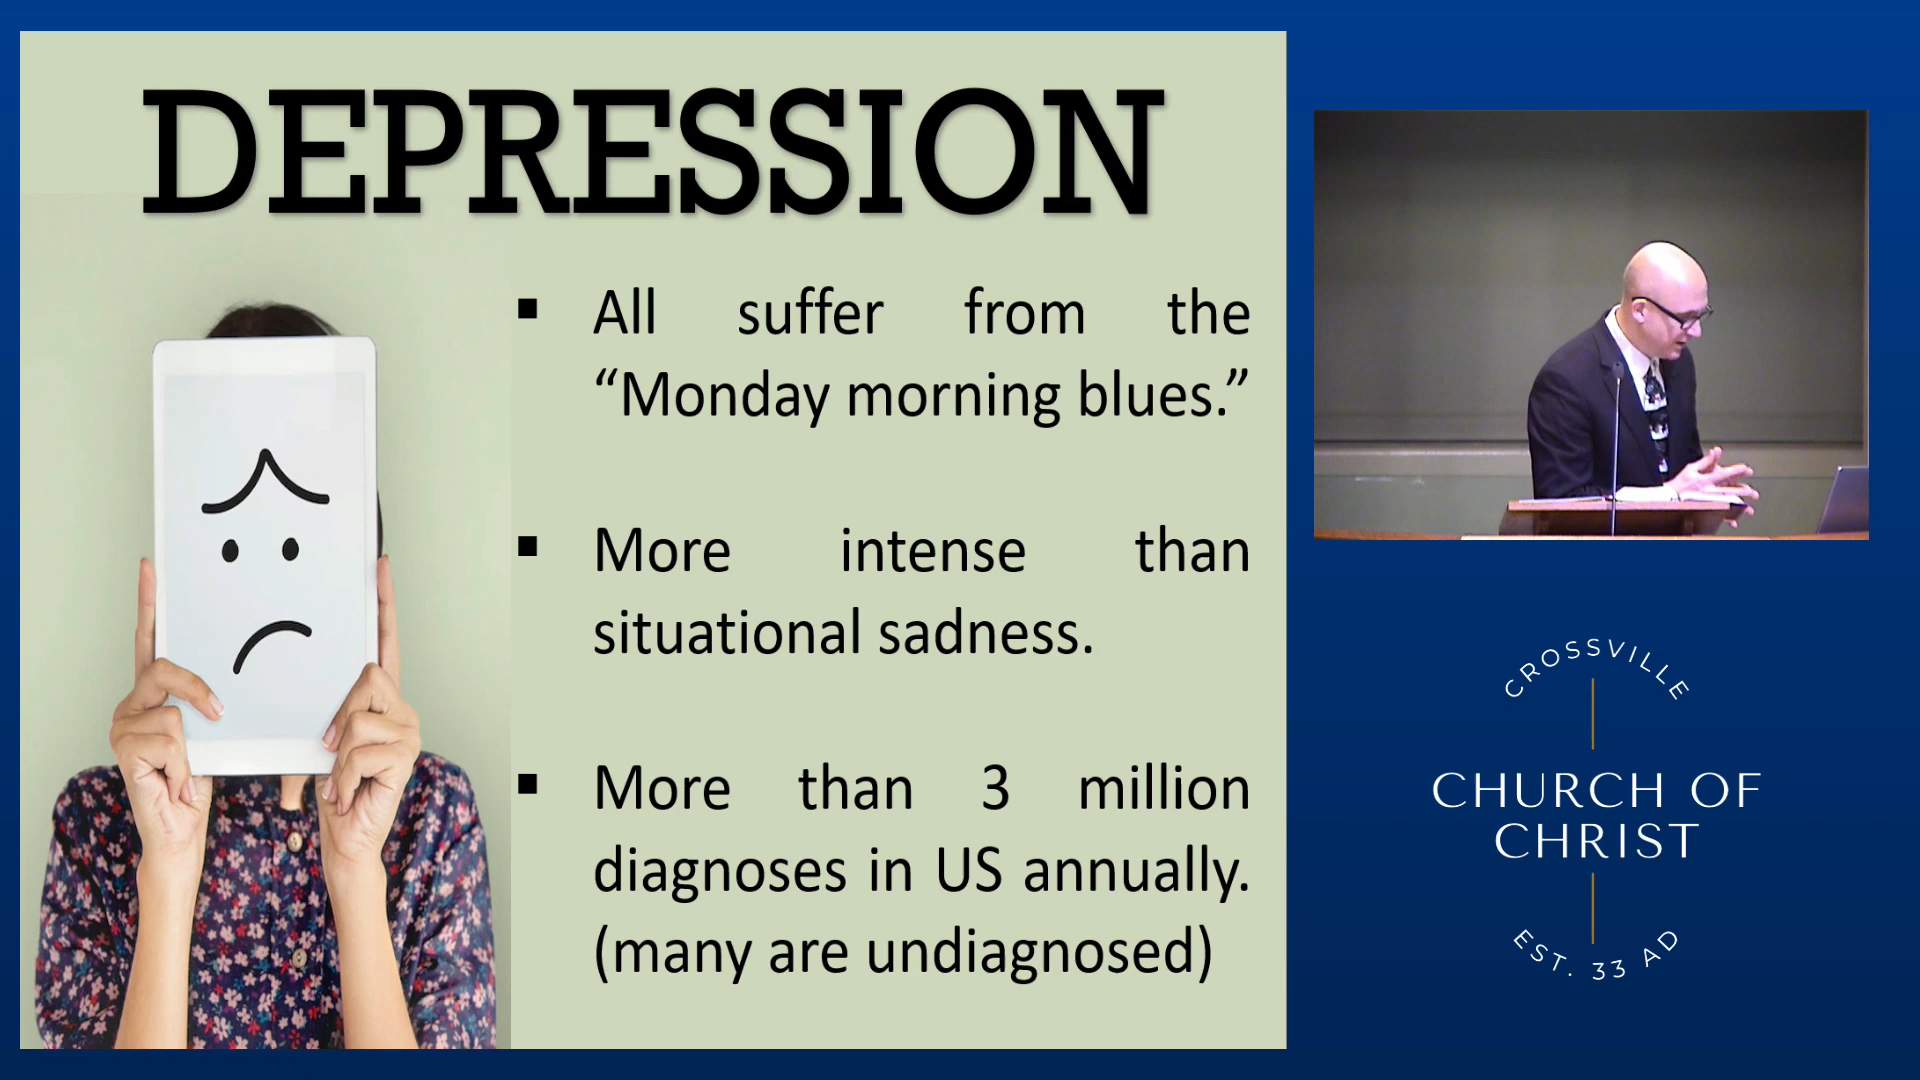 DEPRESSION
▪ All suffer from the
“Monday morning blues.”
▪ More intense than
situational sadness.
▪ More than 3 million
diagnoses in US annually.
(many are undiagnosed)
CROSSVILLE
CHURCH OF
CHRIST
EST. 33 AD